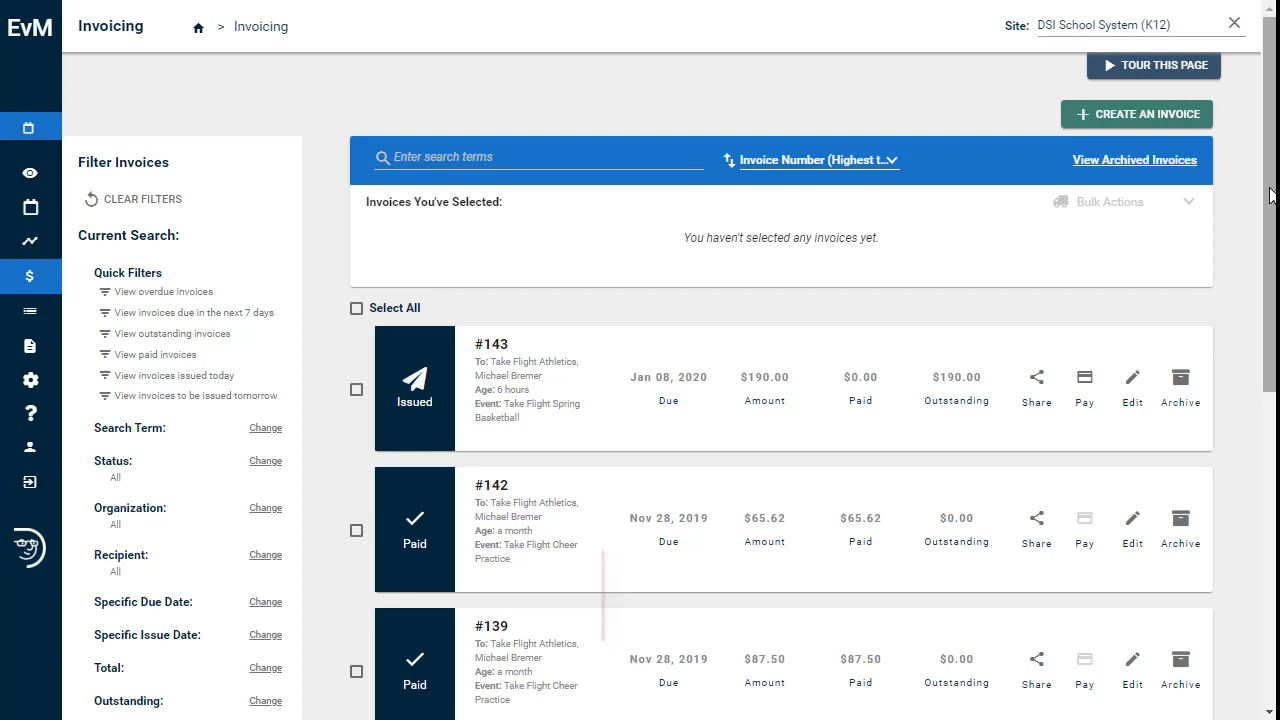 EvM
Invoicing
> Invoicing
Site: DSI School System (K12)
TOUR THIS PAGE
CREATE AN INVOICE
Filter Invoices
CLEAR FILTERS
Current Search:
Quick Filters
View overdue invoices
View invoices due in the next 7 days
View outstanding invoices
View paid invoices
View invoices issued today
View invoices to be issued tomorrow
Search Term: Change
Status: Change
All
Organization: Change
All
Recipient: Change
All
Specific Due Date: Change
Specific Issue Date: Change
Total: Change
Outstanding: Change
Enter search terms
Invoice Number (Highest t...
View Archived Invoices
Invoices You've Selected:
Bulk Actions
You haven't selected any invoices yet.
Select All
Issued
#143
To: Take Flight Athletics,
Michael Bremer
Age: 6 hours
Event: Take Flight Spring
Basketball
Jan 08, 2020 $190.00 $0.00 $190.00
Due Amount Paid Outstanding Share Pay Edit Archive
Paid
#142
To: Take Flight Athletics,
Michael Bremer
Age: a month
Event: Take Flight Cheer
Practice
Nov 28, 2019 $65.62 $65.62 $0.00
Due Amount Paid Outstanding Share Pay Edit Archive
Paid
#139
To: Take Flight Athletics,
Michael Bremer
Age: a month
Event: Take Flight Cheer
Practice
Nov 28, 2019 $87.50 $87.50 $0.00
Due Amount Paid Outstanding Share Pay Edit Archive